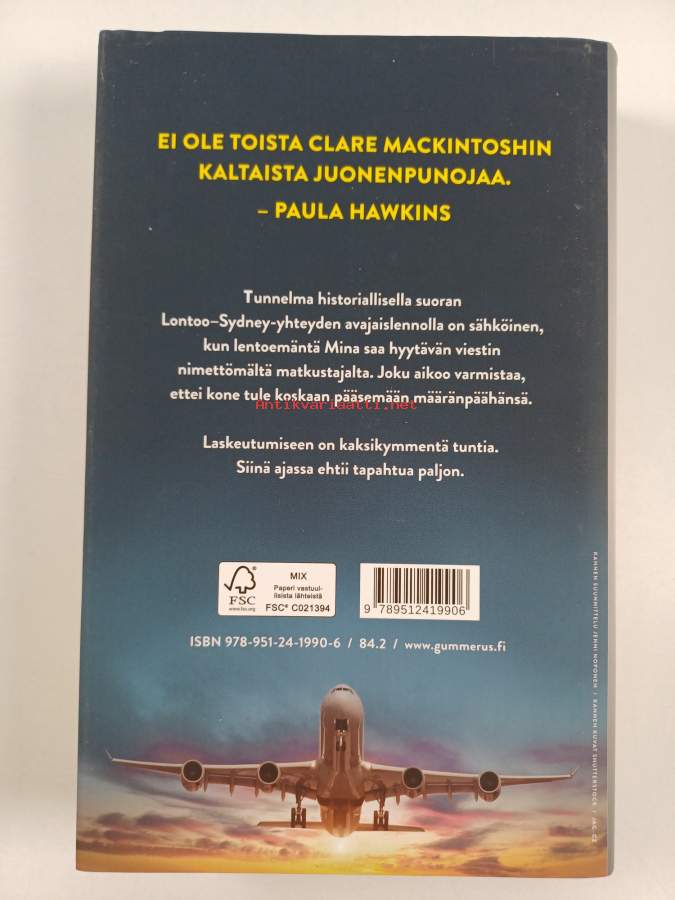 EI OLE TOISTA CLARE MACKINTOSHIN
KALTAISTA JUONENPUNOJAA.
– PAULA HAWKINS
Tunnelma historiallisella suoran
Lontoo–Sydney-yhteyden avajaislennolla on sähköinen,
kun lentoemäntä Mina saa hyytävän viestin
nimettömältä matkustajalta. Joku aikoo varmistaa,
ettei kone tule koskaan pääsemään määränpäähänsä.
Antikvariaatti.net
Laskeutumiseen on kaksikymmentä tuntia.
Siinä ajassa ehtii tapahtua paljon.
FSC
www.fsc.org
MIX
Paperi vastuul-
lisista lähteistä
FSC® C021394
9 789512419906
ISBN 978-951-24-1990-6 / 84.2 / www.gummerus.fi
KANNEN SUUNNITTELU JENNI NOPONEN / KANNEN KUVAT SHUTTERSTOCK /